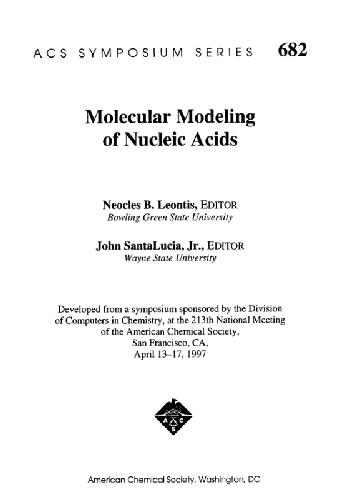 ACS SYMPOSIUM SERIES 682
Molecular Modeling
of Nucleic Acids
Neocles B. Leontis, EDITOR
Bowling Green State University
John SantaLucia, Jr., EDITOR
Wayne State University
Developed from a symposium sponsored by the Division
of Computers in Chemistry, at the 213th National Meeting
of the American Chemical Society,
San Francisco, CA,
April 13–17, 1997
A C
S
American Chemical Society, Washington, DC